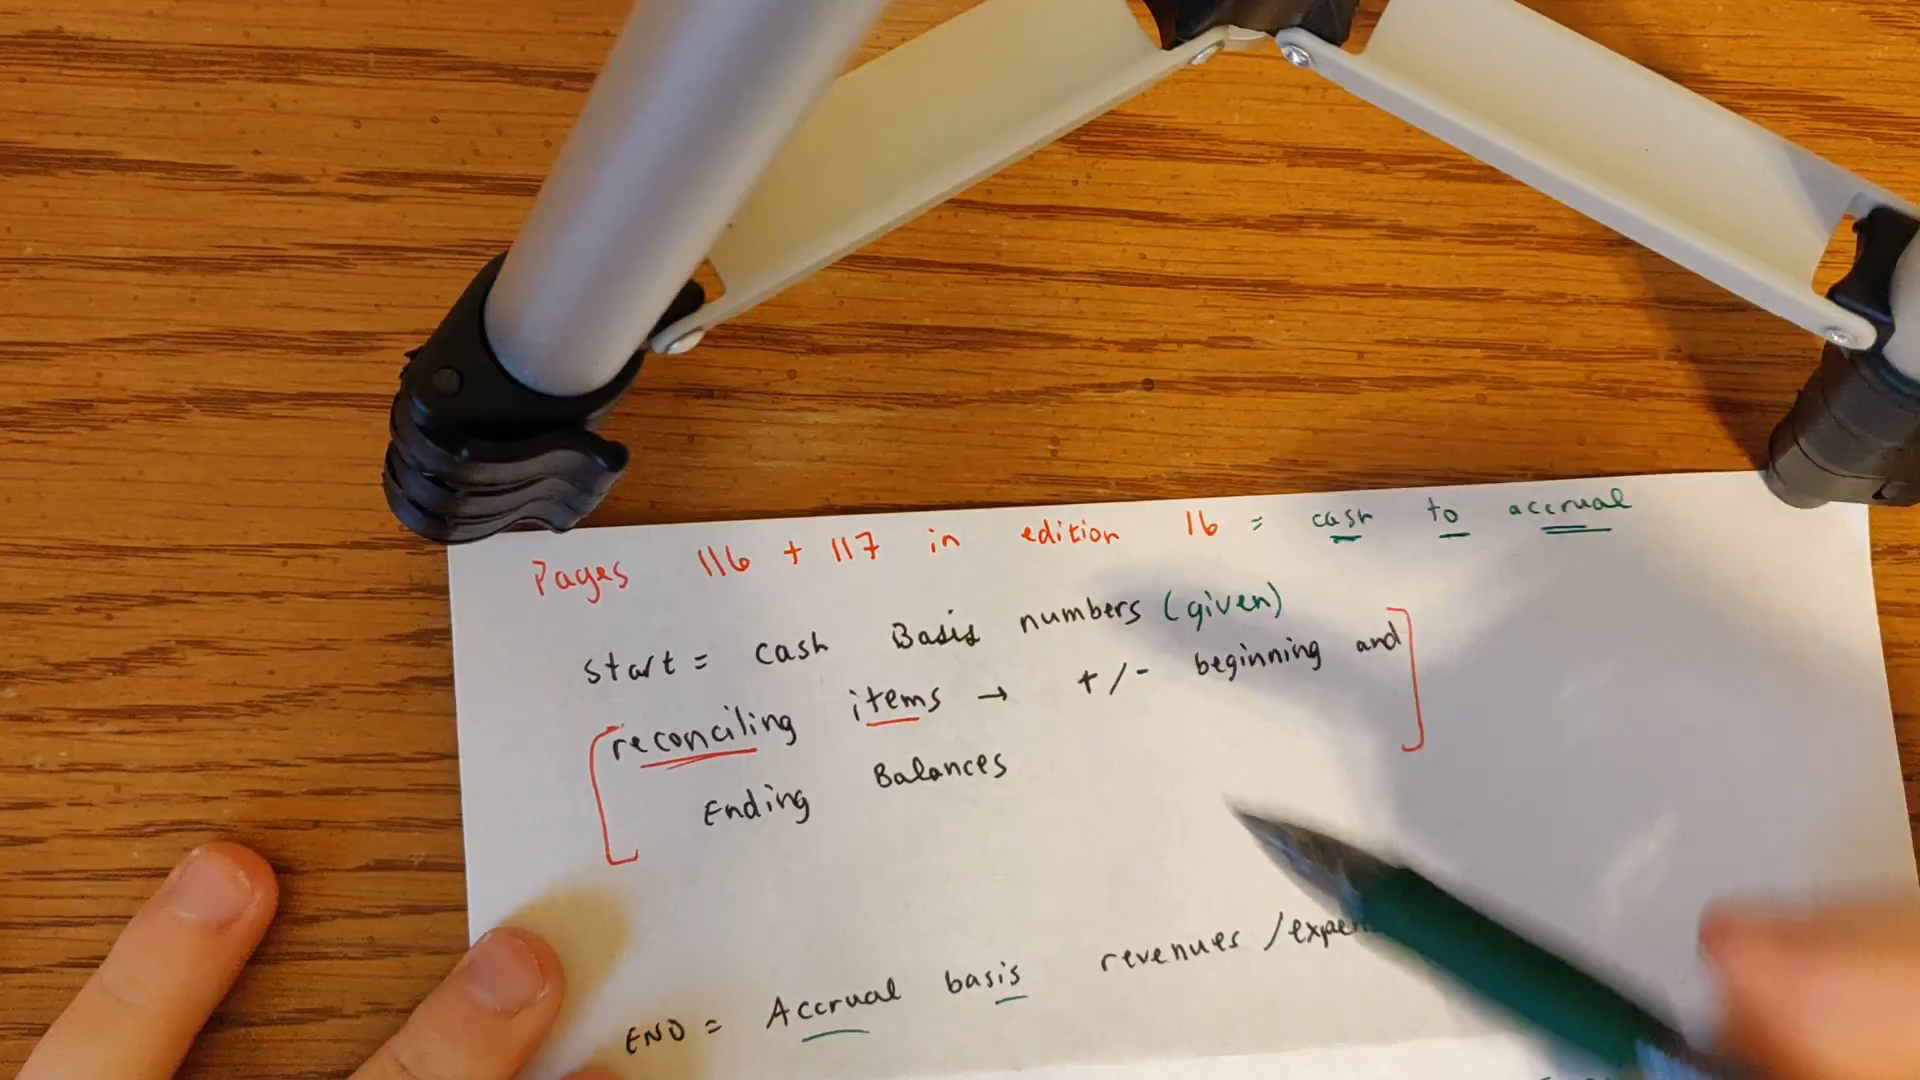 Pages 116 + 117 in edition 16 = cash to accrual
start = cash Basis numbers (given)
reconciling items → +/- beginning and
Ending Balances
END = Accrual basis revenues /expen